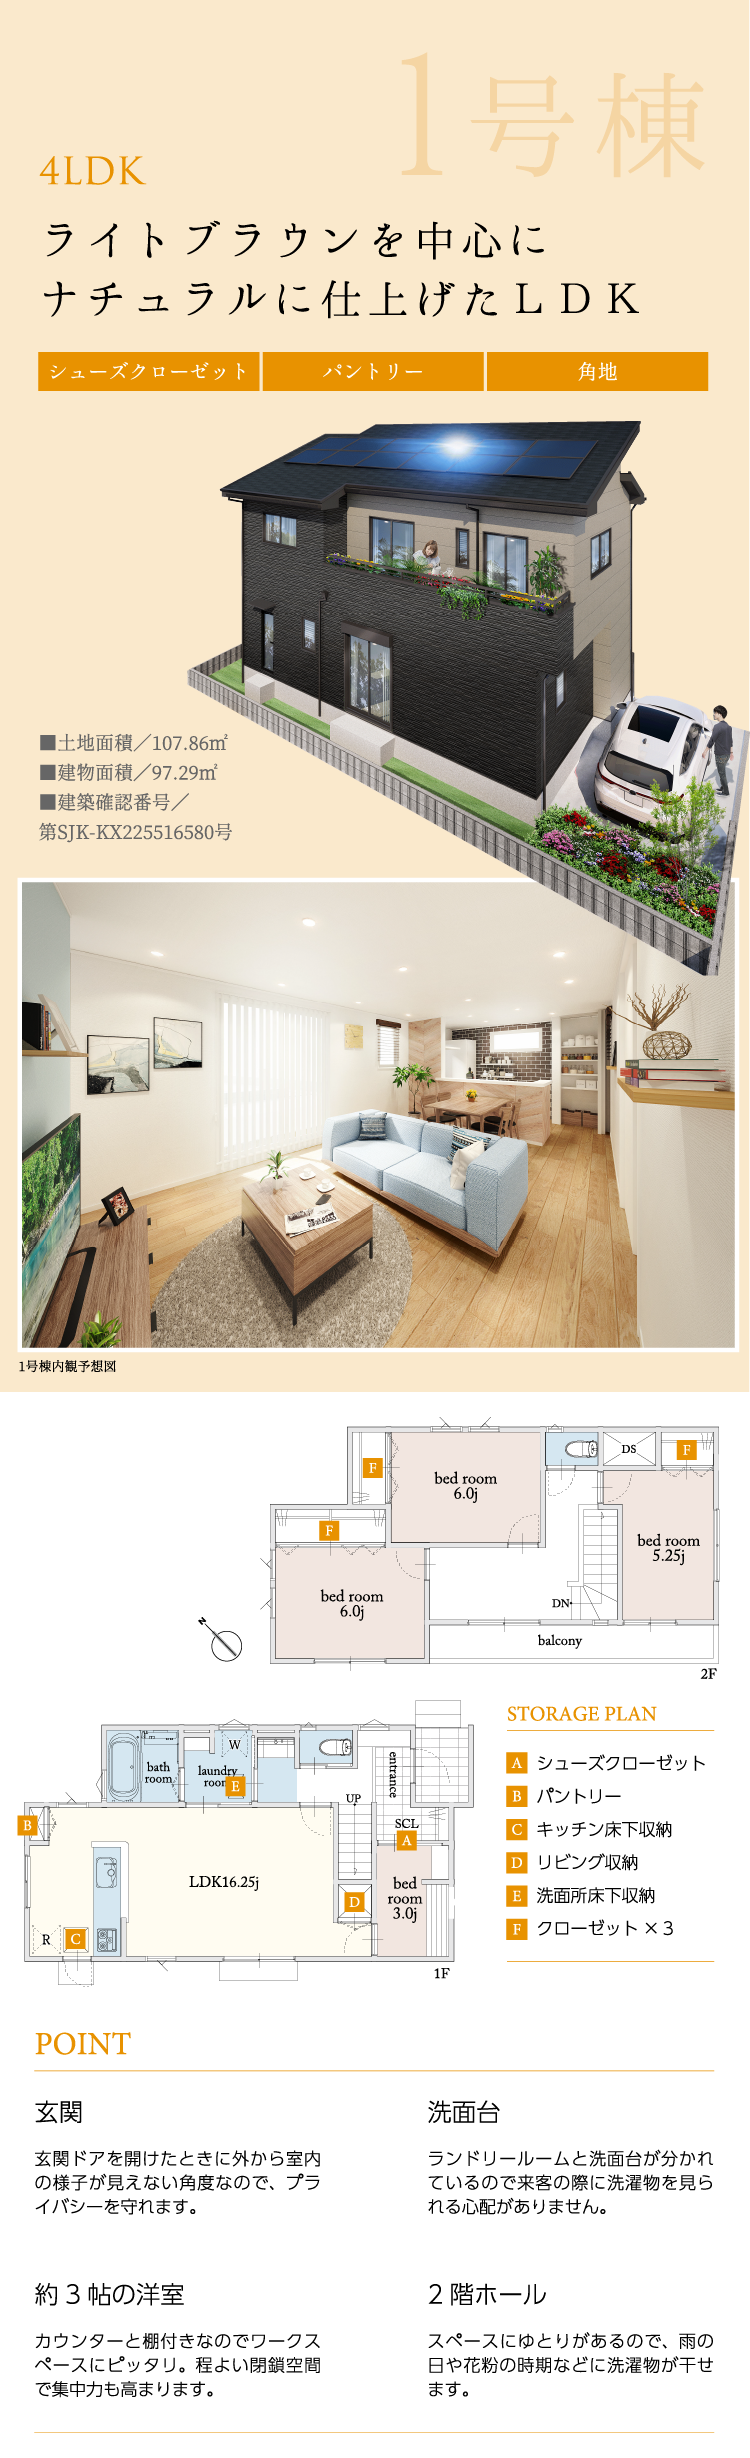 1号棟
4LDK
ライトブラウンを中心に
ナチュラルに仕上げたＬＤＫ
シューズクローゼット
パントリー
角地
■土地面積／107.86㎡
■建物面積／97.29㎡
■建築確認番号／
第SJK-KX225516580号
1号棟内観予想図
F
bed room
6.0j
DS
F
F
bed room
6.0j
bed room
5.25j
DN
N
balcony
2F
bath
room
W
laundry
room
E
entrance
UP
SCL
A
B
LDK16.25j
bed
room
3.0j
D
R
C
1F
STORAGE PLAN
A シューズクローゼット
B パントリー
C キッチン床下収納
D リビング収納
E 洗面所床下収納
F クローゼット×３
POINT
玄関
玄関ドアを開けたときに外から室内
の様子が見えない角度なので、プラ
イバシーを守れます。
洗面台
ランドリールームと洗面台が分かれ
ているので来客の際に洗濯物を見ら
れる心配がありません。
約３帖の洋室
カウンターと棚付きなのでワークス
ペースにピッタリ。程よい閉鎖空間
で集中力も高まります。
２階ホール
スペースにゆとりがあるので、雨の
日や花粉の時期などに洗濯物が干せ
ます。